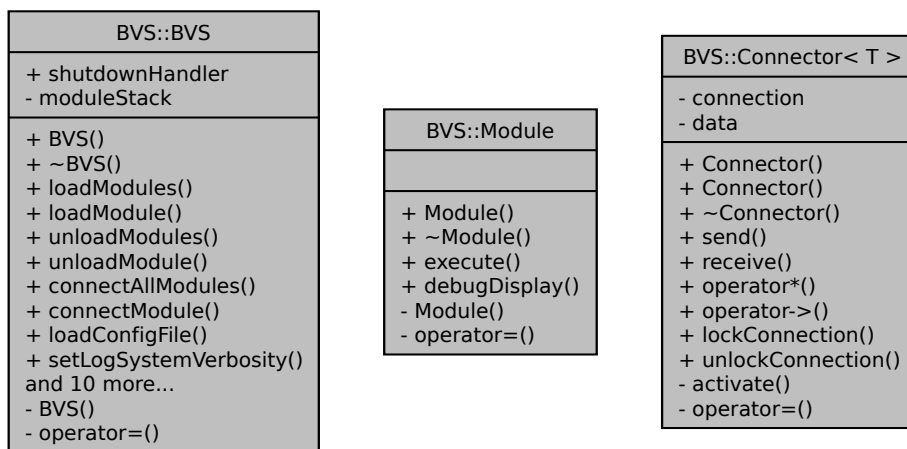 BVS::BVS
+ shutdownHandler
- moduleStack
+ BVS()
+ ~BVS()
+ loadModules()
+ loadModule()
+ unloadModules()
+ unloadModule()
+ connectAllModules()
+ connectModule()
+ loadConfigFile()
+ setLogSystemVerbosity()
and 10 more...
- BVS()
- operator=()
BVS::Module
+ Module()
+ ~Module()
+ execute()
+ debugDisplay()
- Module()
- operator=()
BVS::Connector< T >
- connection
- data
+ Connector()
+ Connector()
+ ~Connector()
+ send()
+ receive()
+ operator*()
+ operator->()
+ lockConnection()
+ unlockConnection()
- activate()
- operator=()